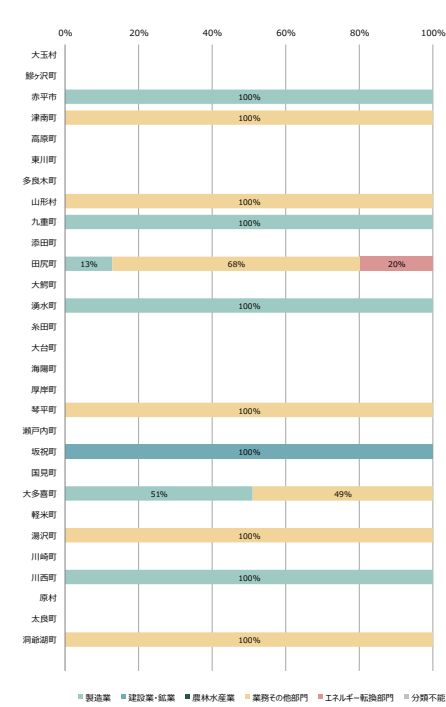 0% 20% 40% 60% 80% 100%
大玉村
鰺ヶ沢町
赤平市 100%
津南町 100%
高原町
東川町
多良木町
山形村 100%
九重町 100%
添田町
田尻町 13% 68% 20%
大鰐町
湧水町 100%
糸田町
大台町
海陽町
厚岸町
琴平町 100%
瀬戸内町
坂祝町 100%
国見町
大多喜町 51% 49%
軽米町
湯沢町 100%
川崎町
川西町 100%
原村
太良町
洞爺湖町 100%
製造業 建設業・鉱業 農林水産業 業務その他部門 エネルギー転換部門 分類不能